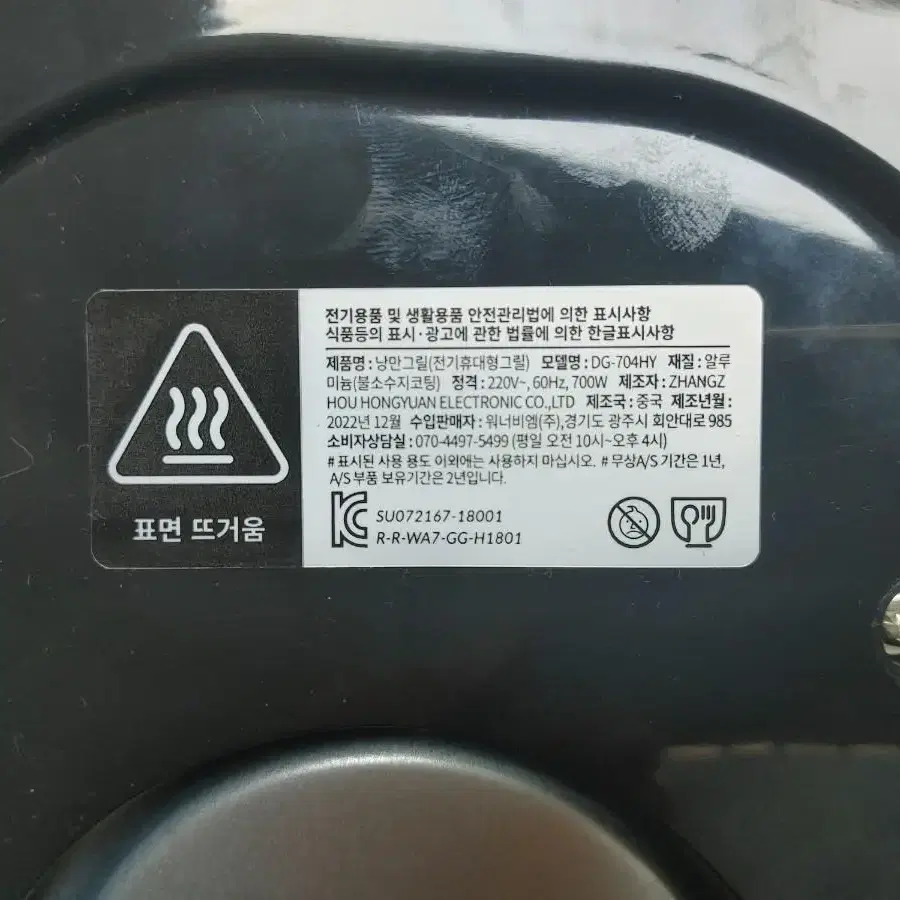 전기용품 및 생활용품 안전관리법에 의한 표시사항
식품등의 표시·광고에 관한 법률에 의한 한글표시사항
제품명 : 낭만그릴(전기휴대형그릴) 모델명 : DG-704HY 재질 : 알루
미늄(불소수지코팅) 정격 : 220V~, 60Hz, 700W 제조자 : ZHANGZ
HOU HONGYUAN ELECTRONIC CO.,LTD 제조국 : 중국 제조년월 :
2022년 12월 수입판매자 : 워너비엠(주),경기도 광주시 회안대로 985
소비자상담실 : 070-4497-5499 (평일 오전 10시~오후 4시)
# 표시된 사용 용도 이외에는 사용하지 마십시오. # 무상A/S 기간은 1년,
A/S 부품 보유기간은 2년입니다.
SU072167-18001
R-R-WA7-GG-H1801
표면 뜨거움